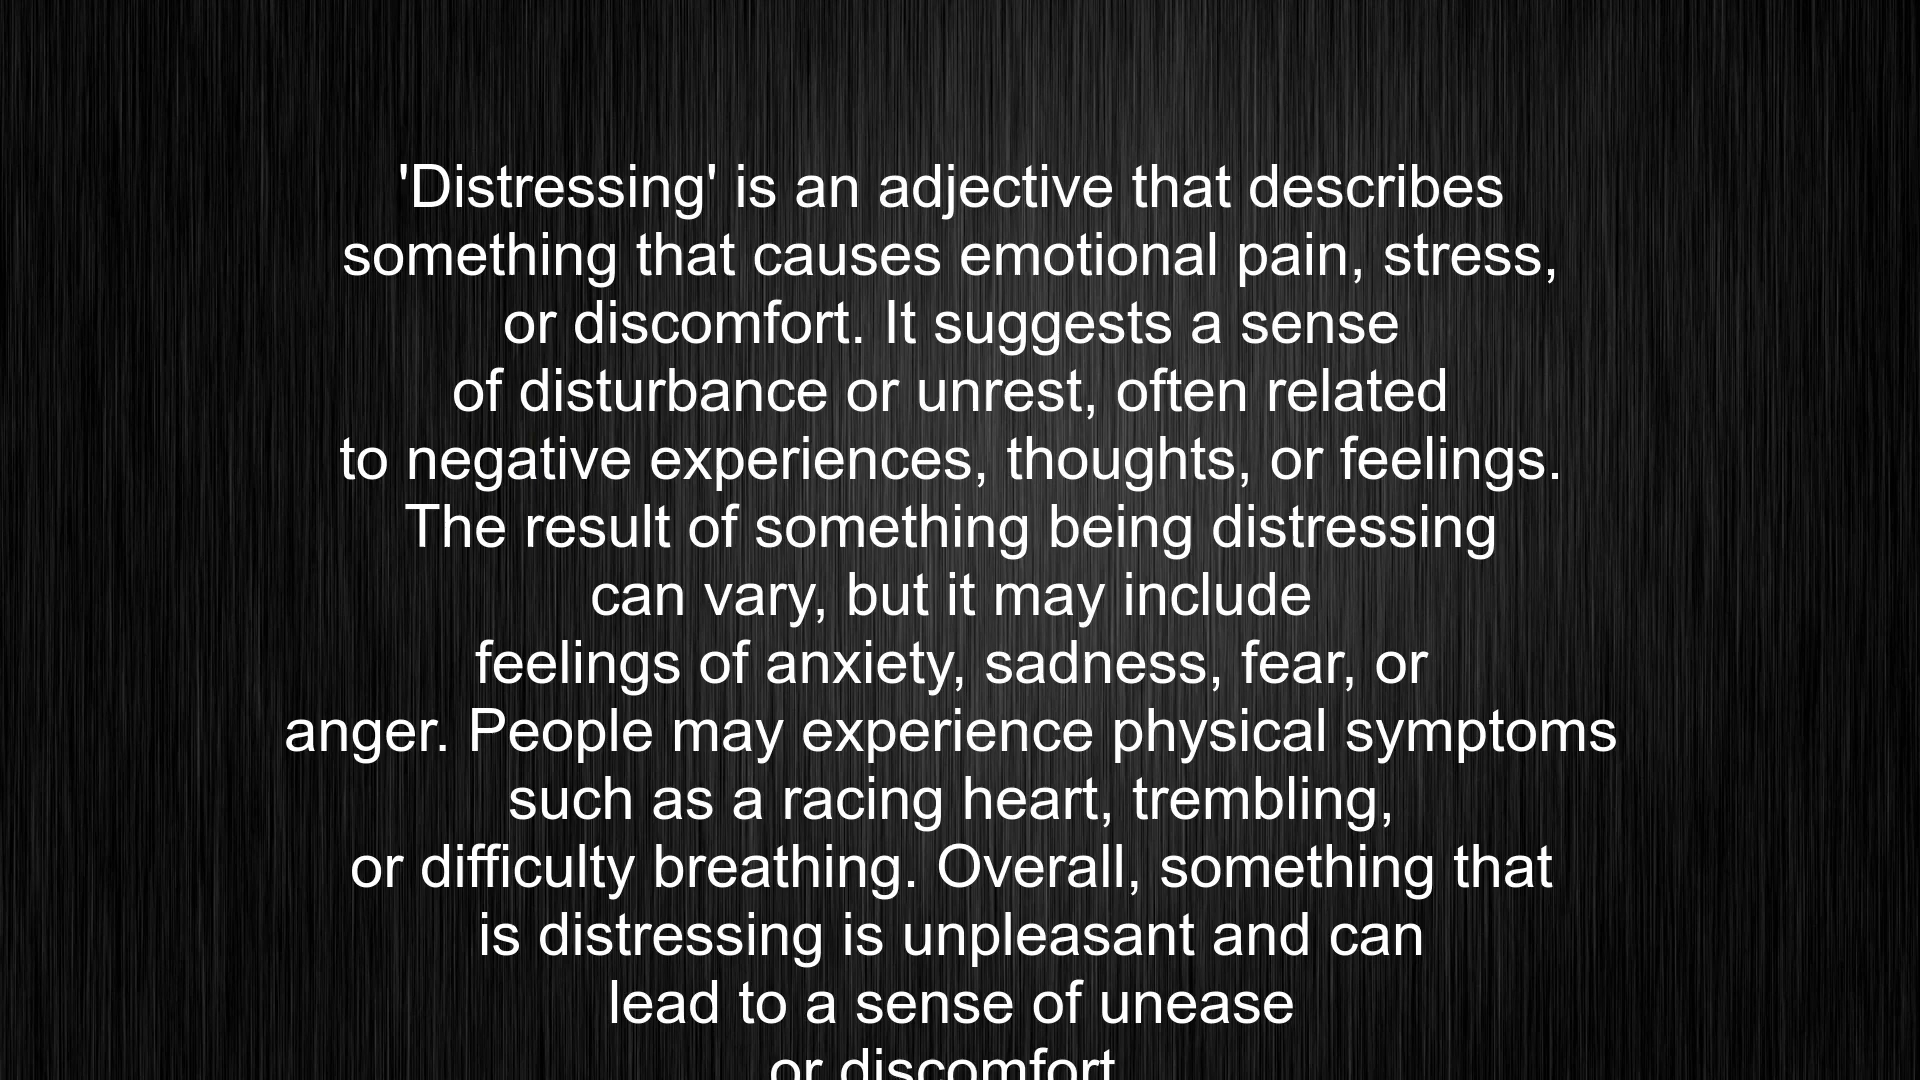 'Distressing' is an adjective that describes
something that causes emotional pain, stress,
or discomfort. It suggests a sense
of disturbance or unrest, often related
to negative experiences, thoughts, or feelings.
The result of something being distressing
can vary, but it may include
feelings of anxiety, sadness, fear, or
anger. People may experience physical symptoms
such as a racing heart, trembling,
or difficulty breathing. Overall, something that
is distressing is unpleasant and can
lead to a sense of unease
or discomfort